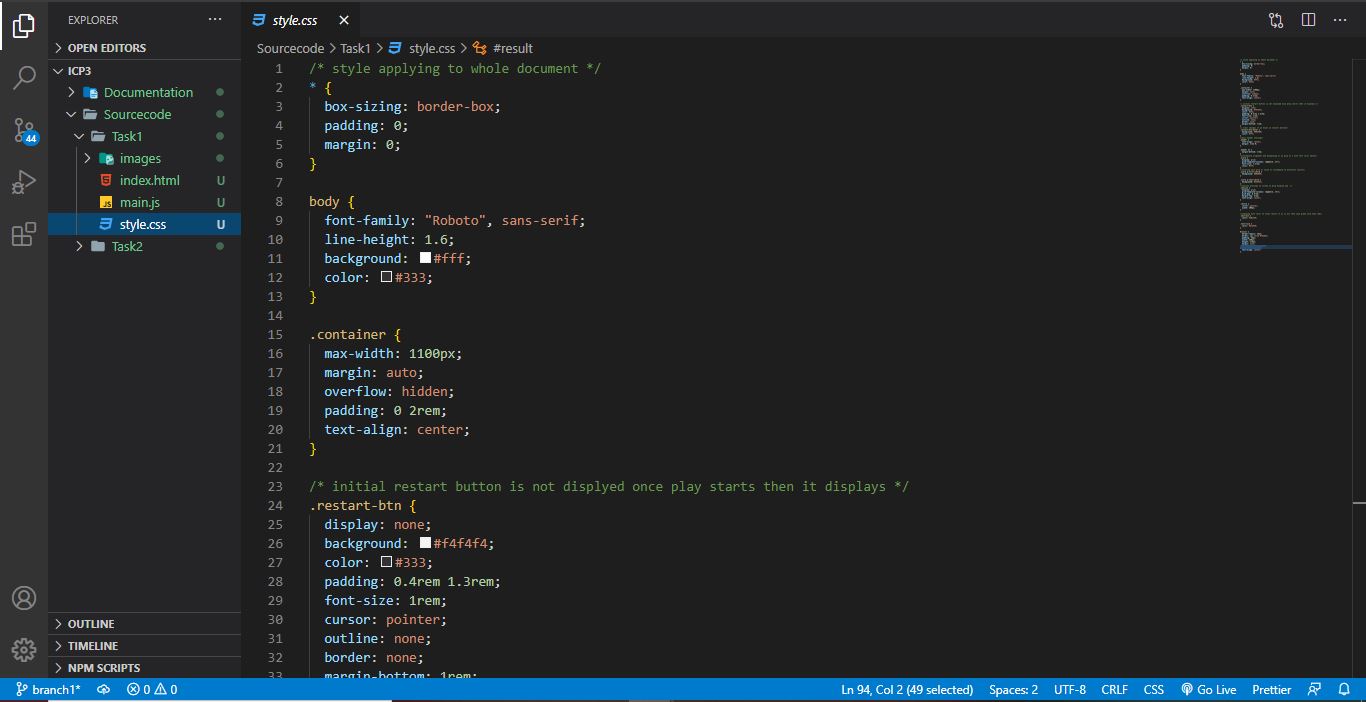 EXPLORER
OPEN EDITORS
ICP3
Documentation
Sourcecode
Task1
images
index.html U
JS main.js U
style.css U
Task2
OUTLINE
TIMELINE
NPM SCRIPTS
44
style.css
Sourcecode > Task1 > style.css > #result
1 /* style applying to whole document */
2 * {
3 box-sizing: border-box;
4 padding: 0;
5 margin: 0;
6 }
7
8 body {
9 font-family: "Roboto", sans-serif;
10 line-height: 1.6;
11 background: #fff;
12 color: #333;
13 }
14
15 .container {
16 max-width: 1100px;
17 margin: auto;
18 overflow: hidden;
19 padding: 0 2rem;
20 text-align: center;
21 }
22
23 /* initial restart button is not displyed once play starts then it displays */
24 .restart-btn {
25 display: none;
26 background: #f4f4f4;
27 color: #333;
28 padding: 0.4rem 1.3rem;
29 font-size: 1rem;
30 cursor: pointer;
31 outline: none;
32 border: none;
33 margin-bottom: 1rem;
branch1* 0 0 Ln 94, Col 2 (49 selected) Spaces: 2 UTF-8 CRLF CSS Go Live Prettier